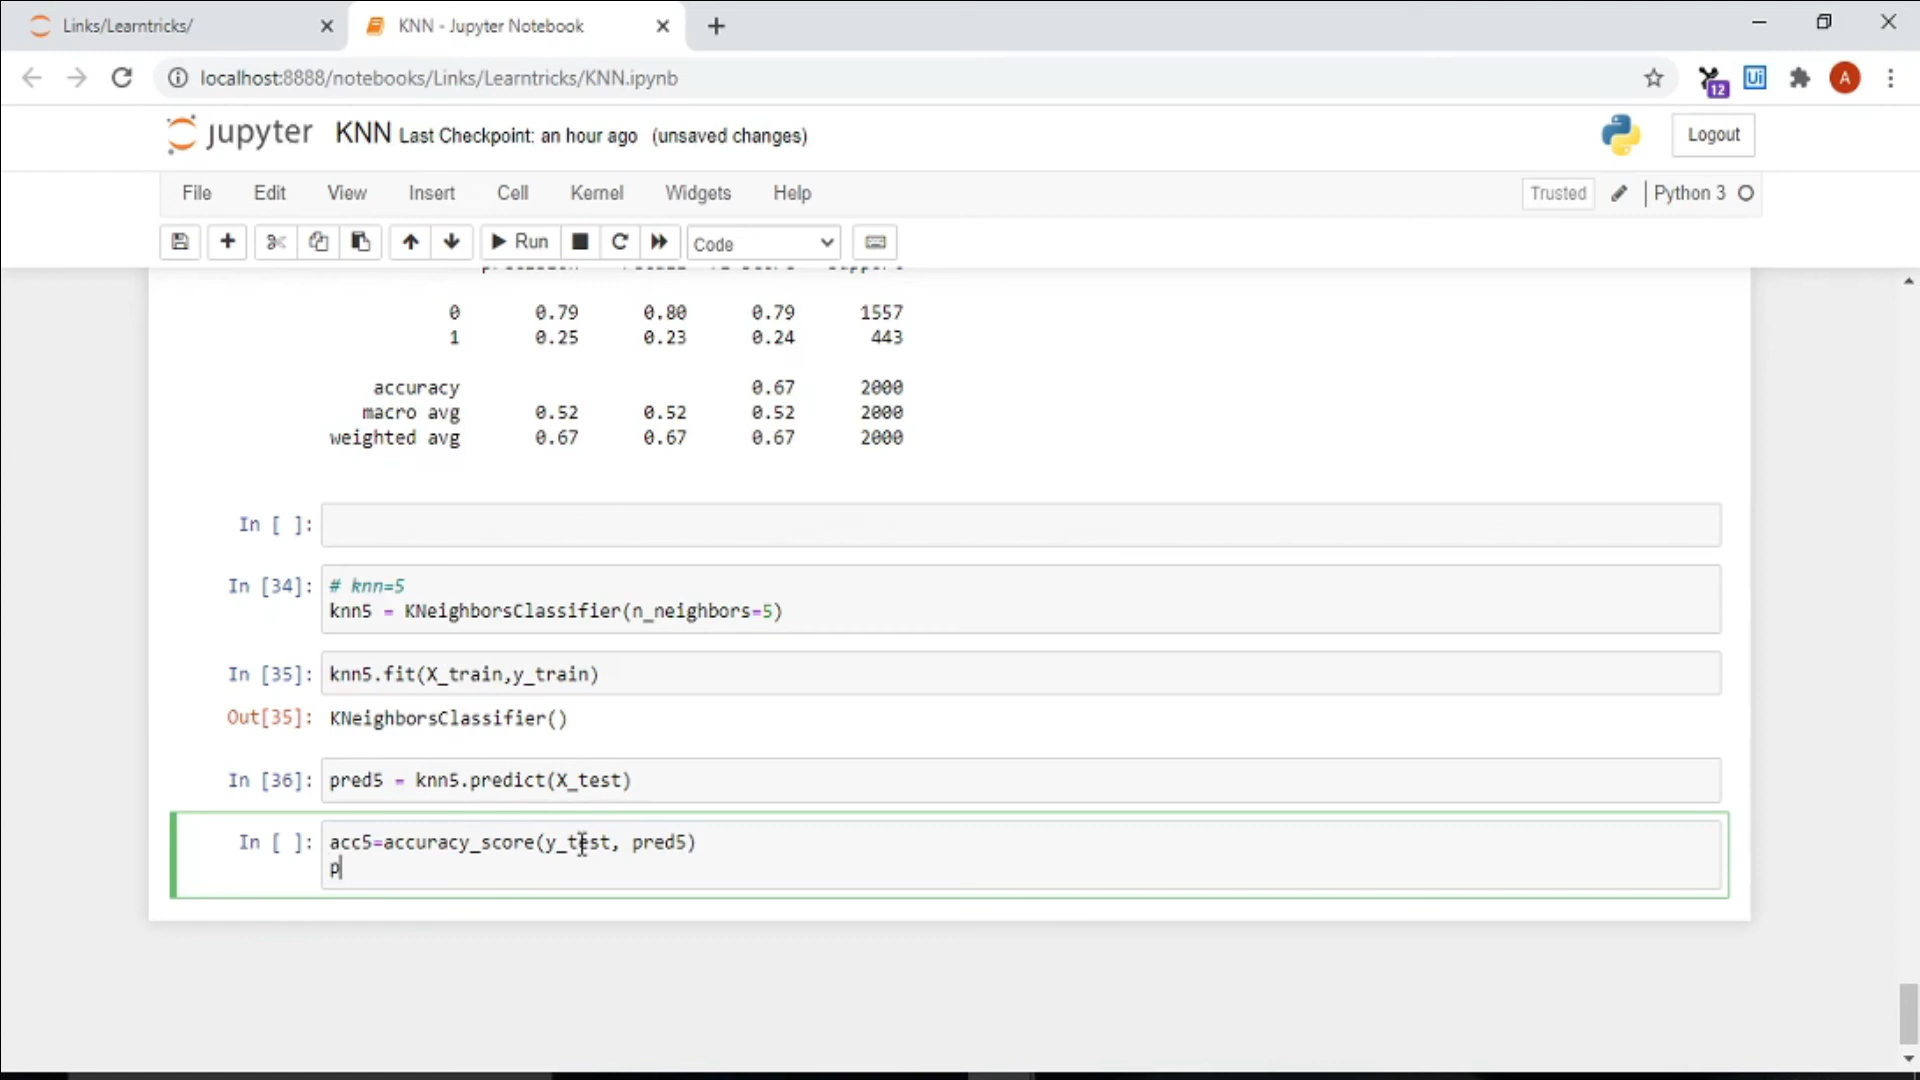 Links/Learntricks/
KNN - Jupyter Notebook
localhost:8888/notebooks/Links/Learntricks/KNN.ipynb
Ui
12
A
jupyter KNN Last Checkpoint: an hour ago (unsaved changes)
Logout
File Edit View Insert Cell Kernel Widgets Help
Trusted
Python 3
Run
Code
0 0.79 0.80 0.79 1557
1 0.25 0.23 0.24 443
accuracy 0.67 2000
macro avg 0.52 0.52 0.52 2000
weighted avg 0.67 0.67 0.67 2000
In [ ]:
In [34]: # knn=5
knn5 = KNeighborsClassifier(n_neighbors=5)
In [35]: knn5.fit(X_train,y_train)
Out[35]: KNeighborsClassifier()
In [36]: pred5 = knn5.predict(X_test)
In [ ]: acc5=accuracy_score(y_test, pred5)
p